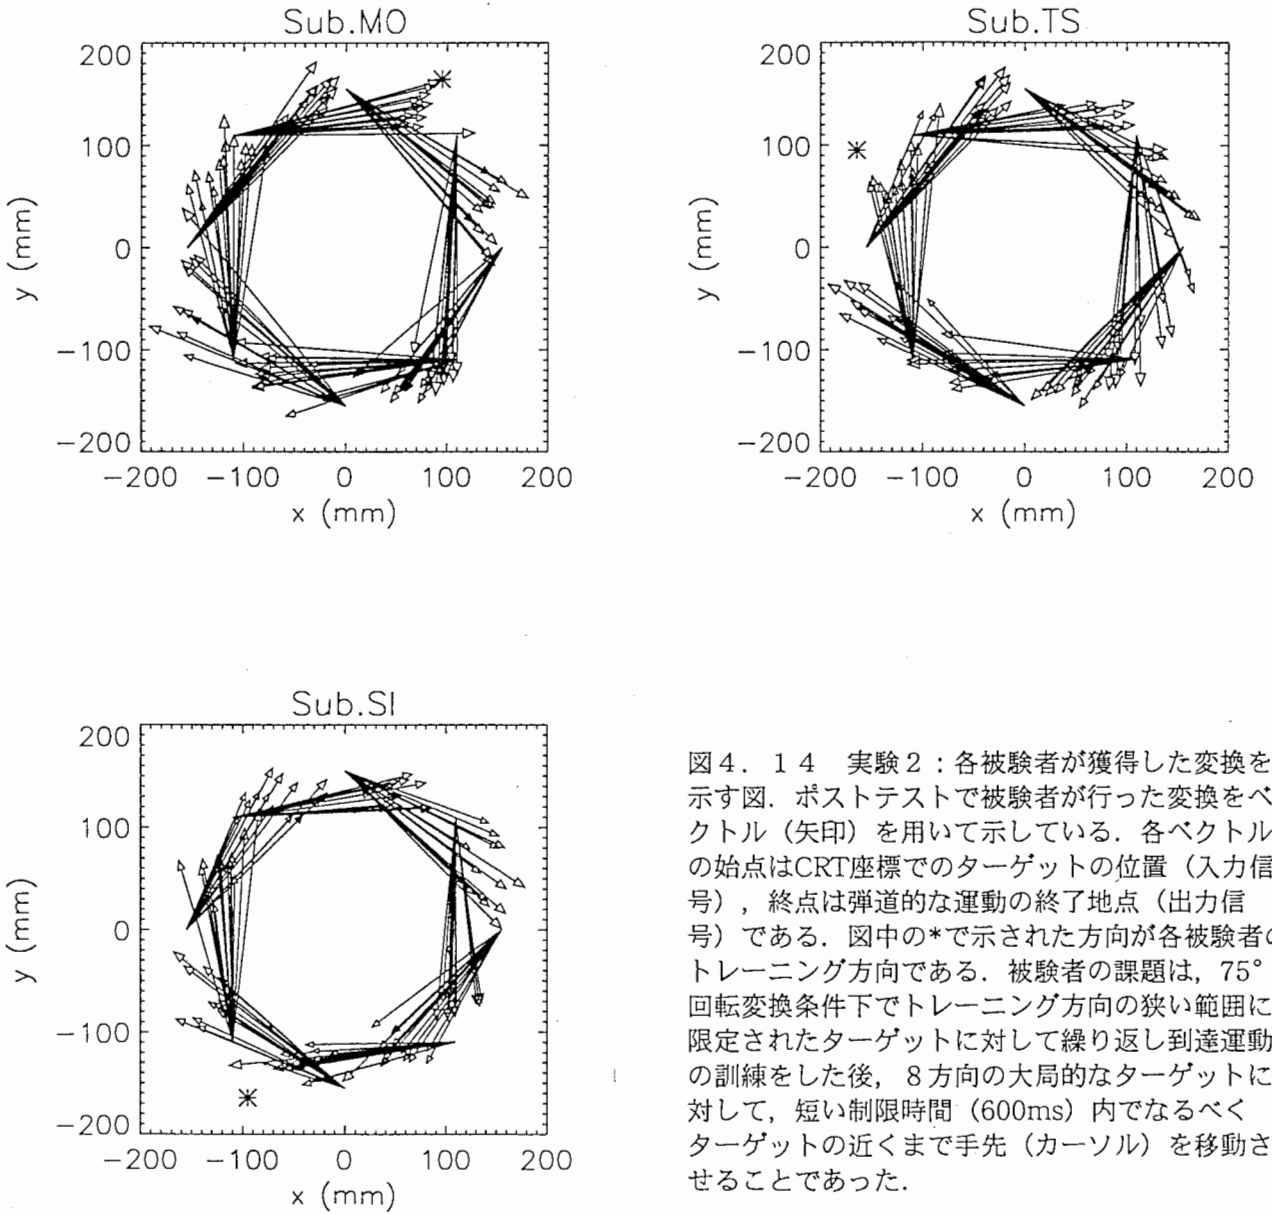 Sub.MO
200
100
0
−100
−200
y (mm)
−200 −100 0 100 200
x (mm)
Sub.TS
200
100
0
−100
−200
y (mm)
−200 −100 0 100 200
x (mm)
Sub.SI
200
100
0
−100
−200
y (mm)
−200 −100 0 100 200
x (mm)
図4．14　実験2：各被験者が獲得した変換を
示す図．ポストテストで被験者が行った変換をベ
クトル（矢印）を用いて示している．各ベクトル
の始点はCRT座標でのターゲットの位置（入力信
号），終点は弾道的な運動の終了地点（出力信
号）である．図中の*で示された方向が各被験者の
トレーニング方向である．被験者の課題は，75°
回転変換条件下でトレーニング方向の狭い範囲に
限定されたターゲットに対して繰り返し到達運動
の訓練をした後，８方向の大局的なターゲットに
対して，短い制限時間（600ms）内でなるべく
ターゲットの近くまで手先（カーソル）を移動さ
せることであった．